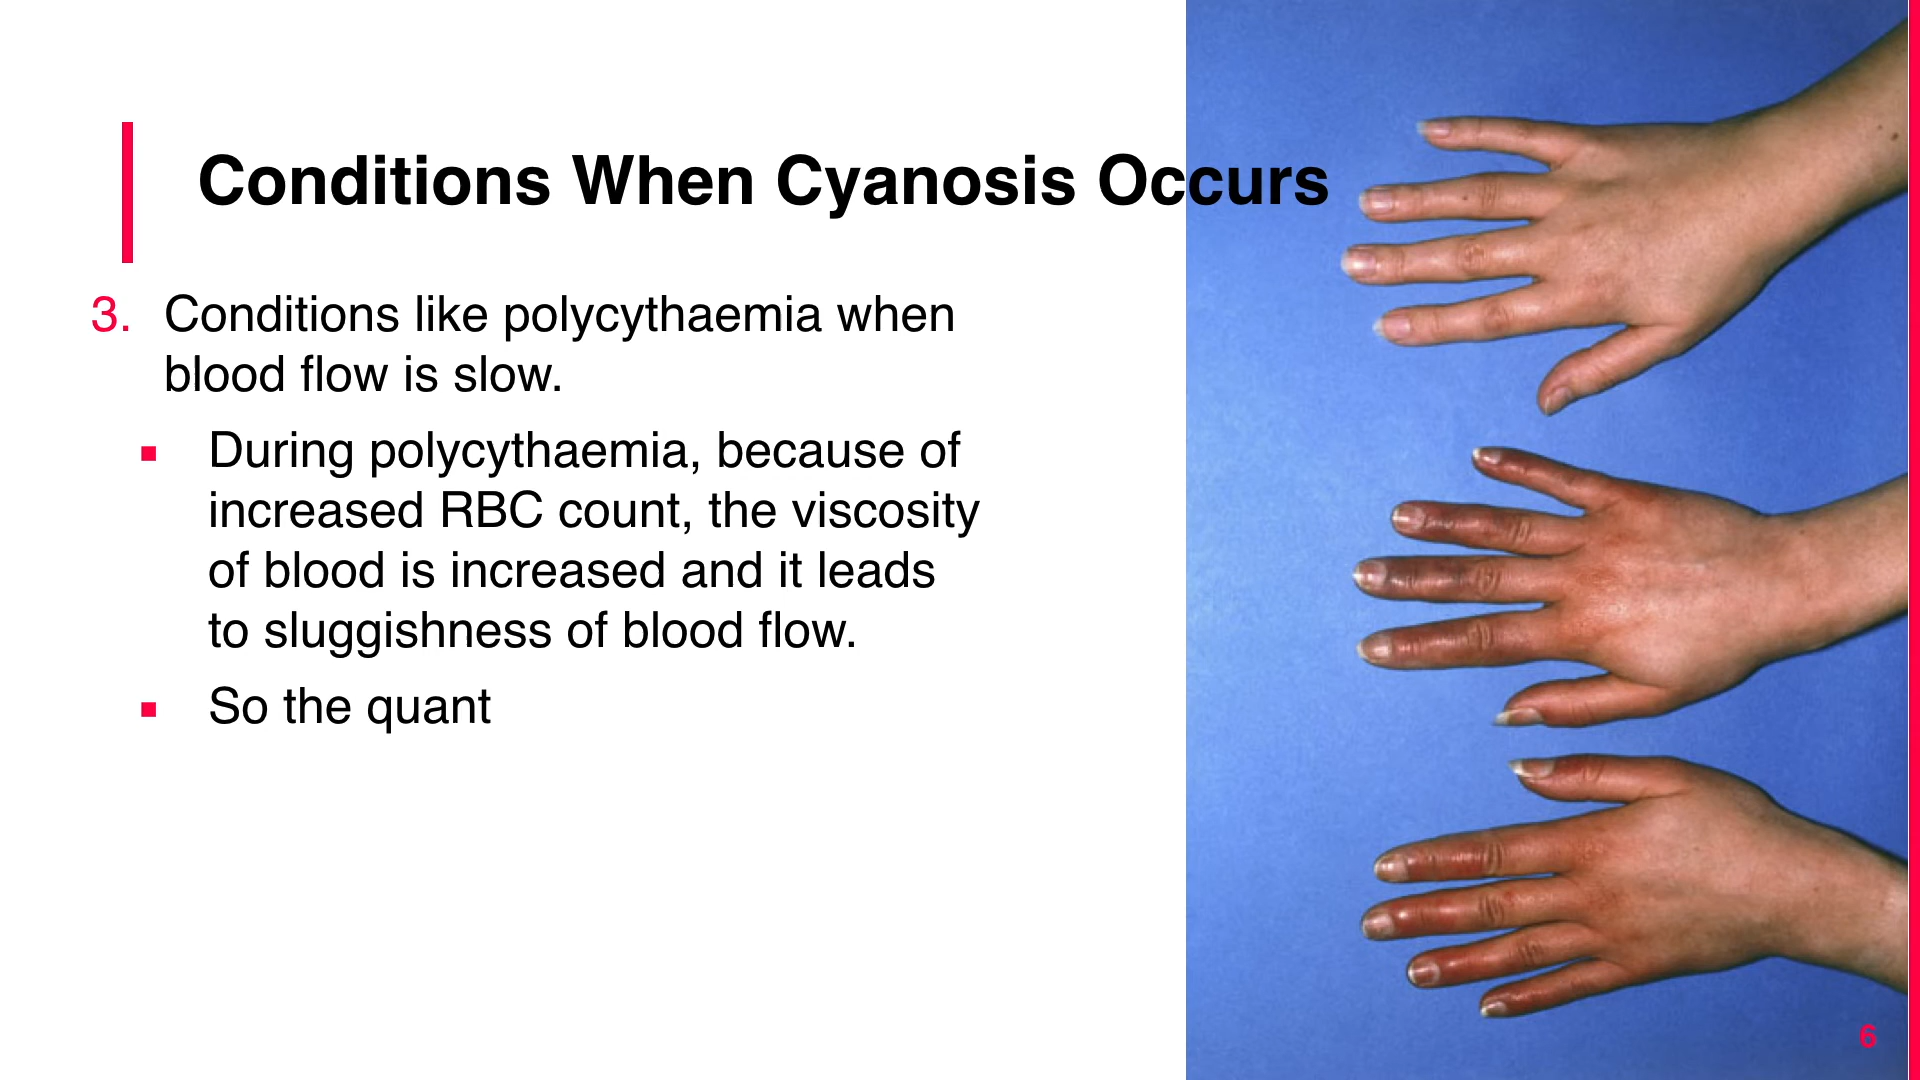 Conditions When Cyanosis Occurs
3. Conditions like polycythaemia when
blood flow is slow.
▪ During polycythaemia, because of
increased RBC count, the viscosity
of blood is increased and it leads
to sluggishness of blood flow.
▪ So the quant
6